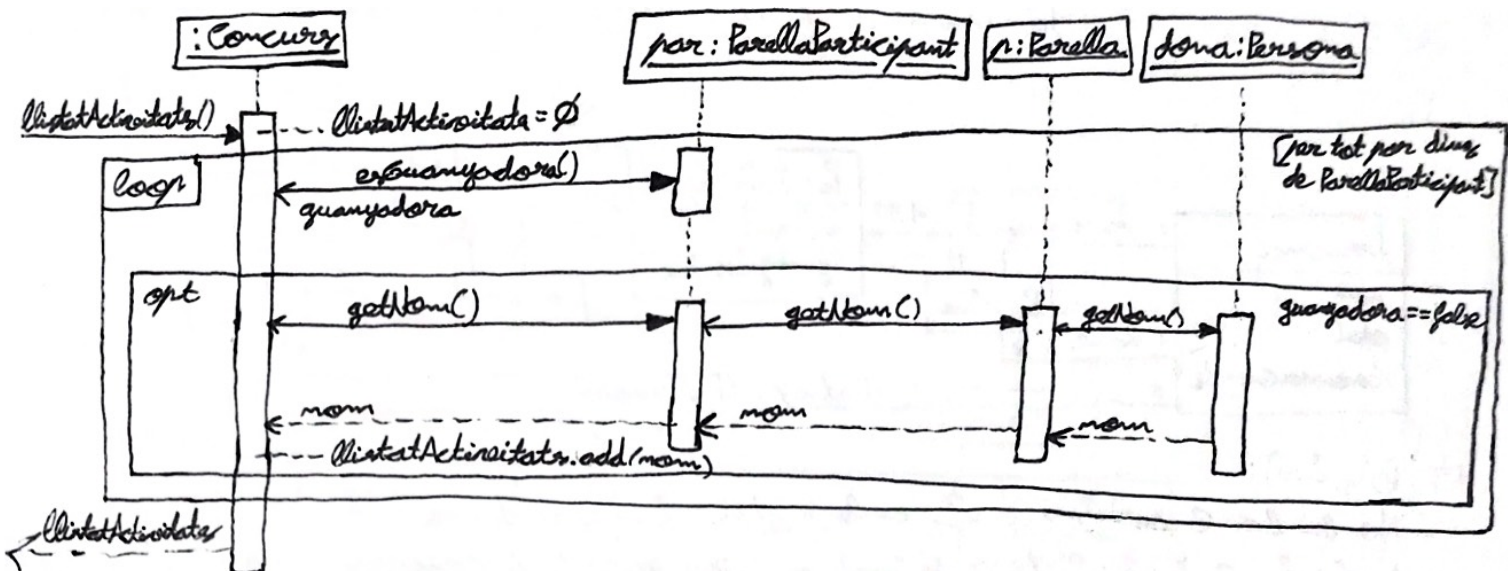 :Concurs
par: ParellaParticipant
p:Parella
dona:Persona
llistatActivitats()
llistatActivitats = Ø
loop
[per tot par dins
de ParellaParticipant]
esGuanyadora()
guanyadora
opt
guanyadora==false
getNom()
getNom()
getNom()
nom
nom
nom
llistatActivitats.add(nom)
llistatActivitats